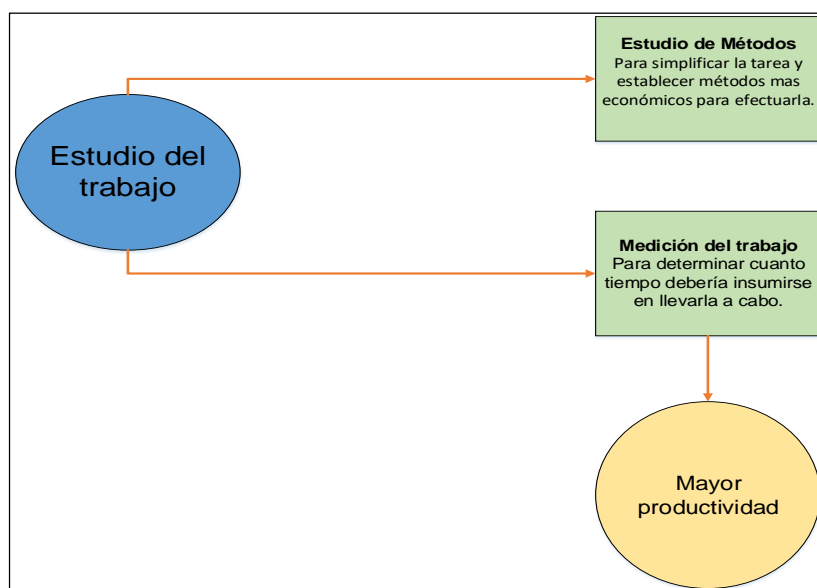 Estudio del
trabajo
Estudio de Métodos
Para simplificar la tarea y
establecer métodos mas
económicos para efectuarla.
Medición del trabajo
Para determinar cuanto
tiempo debería insumirse
en llevarla a cabo.
Mayor
productividad